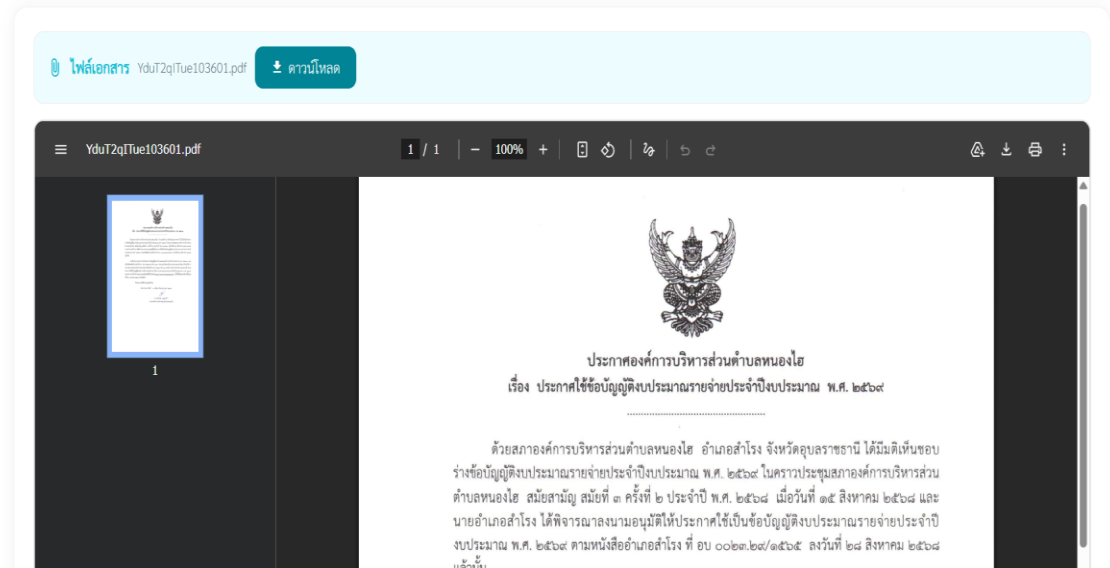 ไฟล์เอกสาร YduT2qITue103601.pdf ดาวน์โหลด
YduT2qITue103601.pdf 1 / 1 − 100% +
1
ประกาศองค์การบริหารส่วนตำบลหนองไฮ
เรื่อง ประกาศใช้ข้อบัญญัติงบประมาณรายจ่ายประจำปีงบประมาณ พ.ศ. ๒๕๖๙
ด้วยสภาองค์การบริหารส่วนตำบลหนองไฮ อำเภอสำโรง จังหวัดอุบลราชธานี ได้มีมติเห็นชอบ
ร่างข้อบัญญัติงบประมาณรายจ่ายประจำปีงบประมาณ พ.ศ. ๒๕๖๙ ในคราวประชุมสภาองค์การบริหารส่วน
ตำบลหนองไฮ สมัยสามัญ สมัยที่ ๓ ครั้งที่ ๒ ประจำปี พ.ศ. ๒๕๖๘ เมื่อวันที่ ๑๕ สิงหาคม ๒๕๖๘ และ
นายอำเภอสำโรง ได้พิจารณาลงนามอนุมัติให้ประกาศใช้เป็นข้อบัญญัติงบประมาณรายจ่ายประจำปี
งบประมาณ พ.ศ. ๒๕๖๙ ตามหนังสืออำเภอสำโรง ที่ อบ ๐๐๒๓.๒๙/๑๕๖๕ ลงวันที่ ๒๘ สิงหาคม ๒๕๖๘
แล้วนั้น